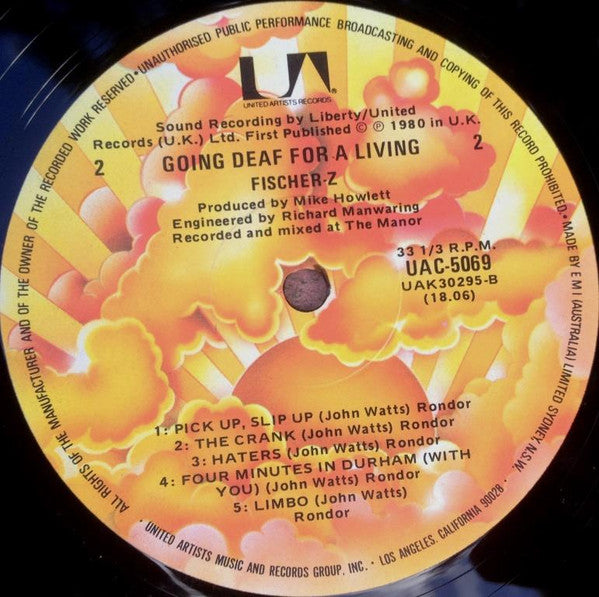 ALL RIGHTS OF THE MANUFACTURER AND OF THE OWNER OF THE RECORDED WORK RESERVED • UNAUTHORISED PUBLIC PERFORMANCE BROADCASTING AND COPYING OF THIS RECORD PROHIBITED. • MADE BY EMI (AUSTRALIA) LIMITED SYDNEY, N.S.W. •
UA®
UNITED ARTISTS RECORDS
Sound Recording by Liberty/United
Records (U.K.) Ltd. First Published © ℗ 1980 in U.K.
2 GOING DEAF FOR A LIVING 2
FISCHER-Z
Produced by Mike Howlett
Engineered by Richard Manwaring
Recorded and mixed at The Manor
33 1/3 R.P.M.
UAC-5069
UAK30295-B
(18.06)
1: PICK UP, SLIP UP (John Watts) Rondor
2: THE CRANK (John Watts) Rondor
3: HATERS (John Watts) Rondor
4: FOUR MINUTES IN DURHAM (WITH
YOU) (John Watts) Rondor
5: LIMBO (John Watts)
Rondor
UNITED ARTISTS MUSIC AND RECORDS GROUP, INC. • LOS ANGELES, CALIFORNIA 90028 •